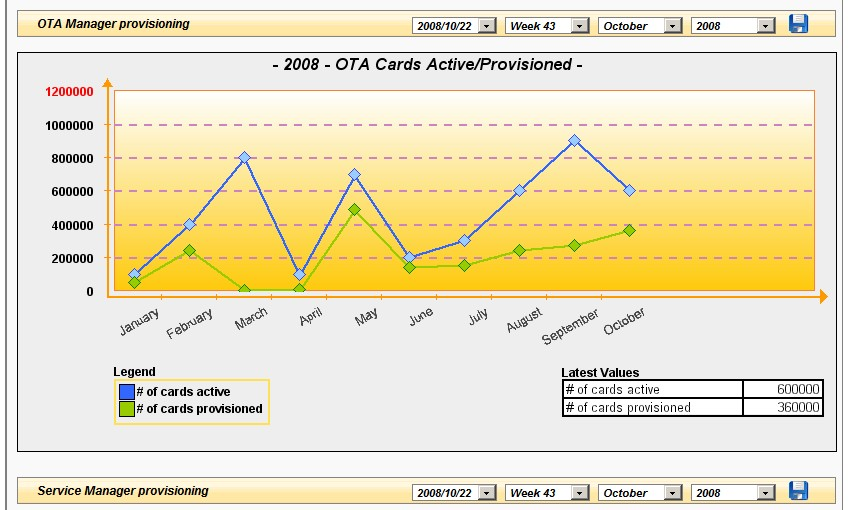 OTA Manager provisioning 2008/10/22 Week 43 October 2008
- 2008 - OTA Cards Active/Provisioned -
1200000
1000000
800000
600000
400000
200000
0
January February March April May June July August September October
Legend
# of cards active
# of cards provisioned
Latest Values
# of cards active 600000
# of cards provisioned 360000
Service Manager provisioning 2008/10/22 Week 43 October 2008